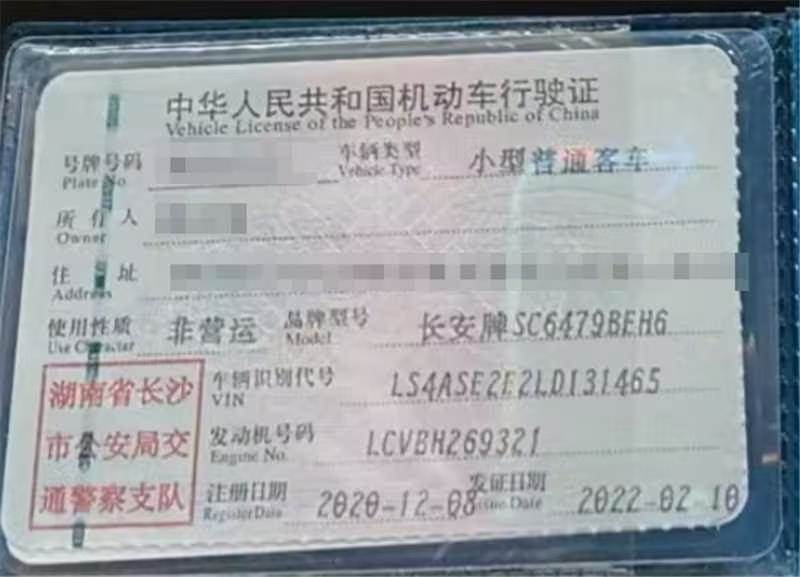 中华人民共和国机动车行驶证
Vehicle License of the People's Republic of China
号牌号码 车辆类型 小型普通客车
Plate No. Vehicle Type
所有人
Owner
住址
Address
使用性质 非营运 品牌型号 长安牌SC6479BEH6
Use Character Model
湖南省长沙 车辆识别代号 LS4ASE2E2LD131465
VIN
市公安局交 发动机号码 LCVBH269321
Engine No.
通警察支队 注册日期 2020-12-08 发证日期 2022-02-10
Register Date Issue Date